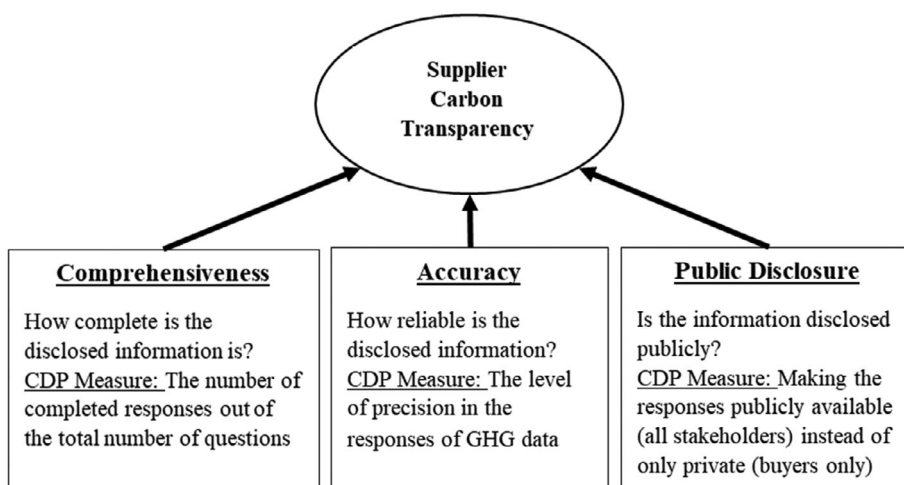 Supplier
Carbon
Transparency
Comprehensiveness
How complete is the
disclosed information is?
CDP Measure: The number of
completed responses out of
the total number of questions
Accuracy
How reliable is the
disclosed information?
CDP Measure: The level
of precision in the
responses of GHG data
Public Disclosure
Is the information disclosed
publicly?
CDP Measure: Making the
responses publicly available
(all stakeholders) instead of
only private (buyers only)